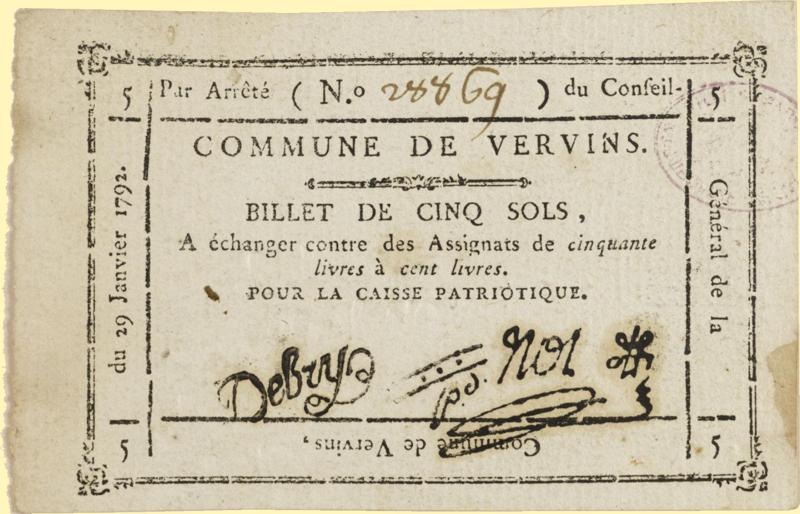 5 Par Arrêté ( N.o 28869 ) du Conſeil- 5
Général de la
5 Commune de Vervins, 5
du 29 Janvier 1792.
COMMUNE DE VERVINS.
BILLET DE CINQ SOLS ,
A échanger contre des Aſſignats de cinquante
livres à cent livres.
POUR LA CAISSE PATRIOTIQUE.
Debry